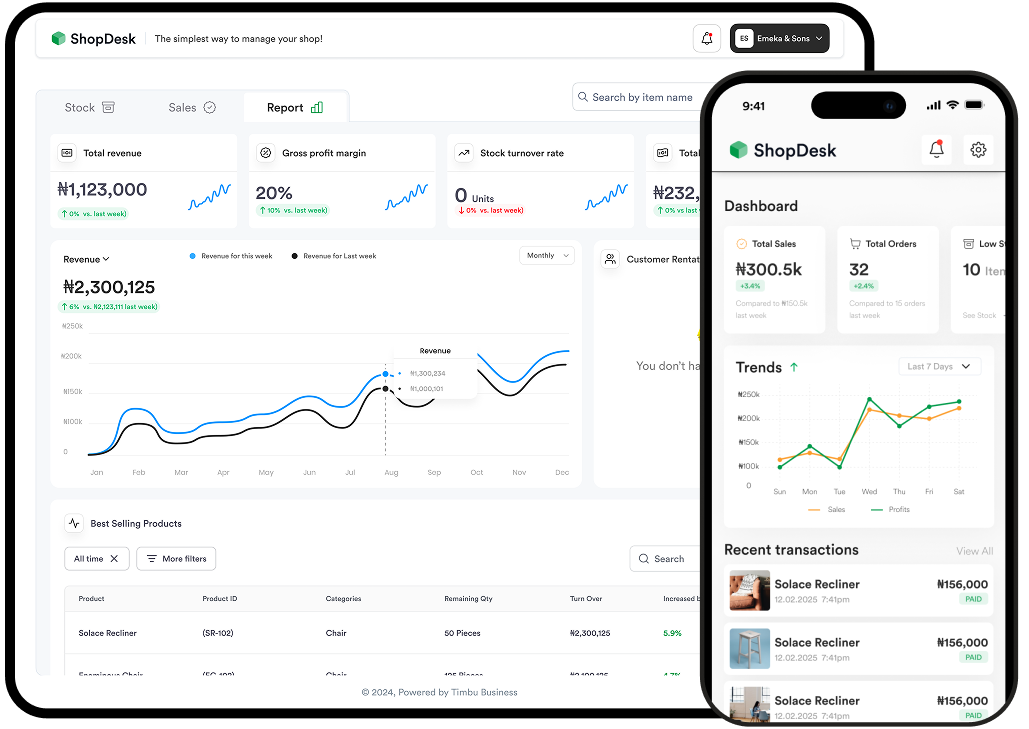 ShopDesk
The simplest way to manage your shop!
ES Emeka & Sons
Stock
Sales
Report
Search by item name
Total revenue
₦1,123,000
0% vs. last week)
Gross profit margin
20%
10% vs. last week)
Stock turnover rate
0 Units
0% vs. last week)
Total
₦232,
0% vs last
Revenue
Revenue for this week
Revenue for Last week
Monthly
₦2,300,125
6% vs. ₦2,123,111 last week)
₦250k
₦200k
₦150k
₦100k
0
Revenue
₦1,300,234
₦1,000,101
Jan Feb Mar Apr May Jun Jul Aug Sep Oct Nov Dec
Customer Rentat
You don't ha
Best Selling Products
All time
More filters
Search
Product Product ID Categories Remaining Qty Turn Over Increased b
Solace Recliner (SR-102) Chair 50 Pieces ₦2,300,125 5.9%
© 2024, Powered by Timbu Business
9:41
ShopDesk
Dashboard
Total Sales
₦300.5k
+3.4%
Compared to ₦150.5k
last week
Total Orders
32
+2.4%
Compared to 15 orders
last week
Low St
10 Item
See Stock
Trends
Last 7 Days
₦250k
₦200k
₦150k
₦100k
0
Sun Mon Tue Wed Thu Fri Sat
Sales
Profits
Recent transactions
View All
Solace Recliner
₦156,000
12.02.2025 7:41pm
PAID
Solace Recliner
₦156,000
12.02.2025 7:41pm
PAID
Solace Recliner
₦156,000
12.02.2025 7:41pm
PAID